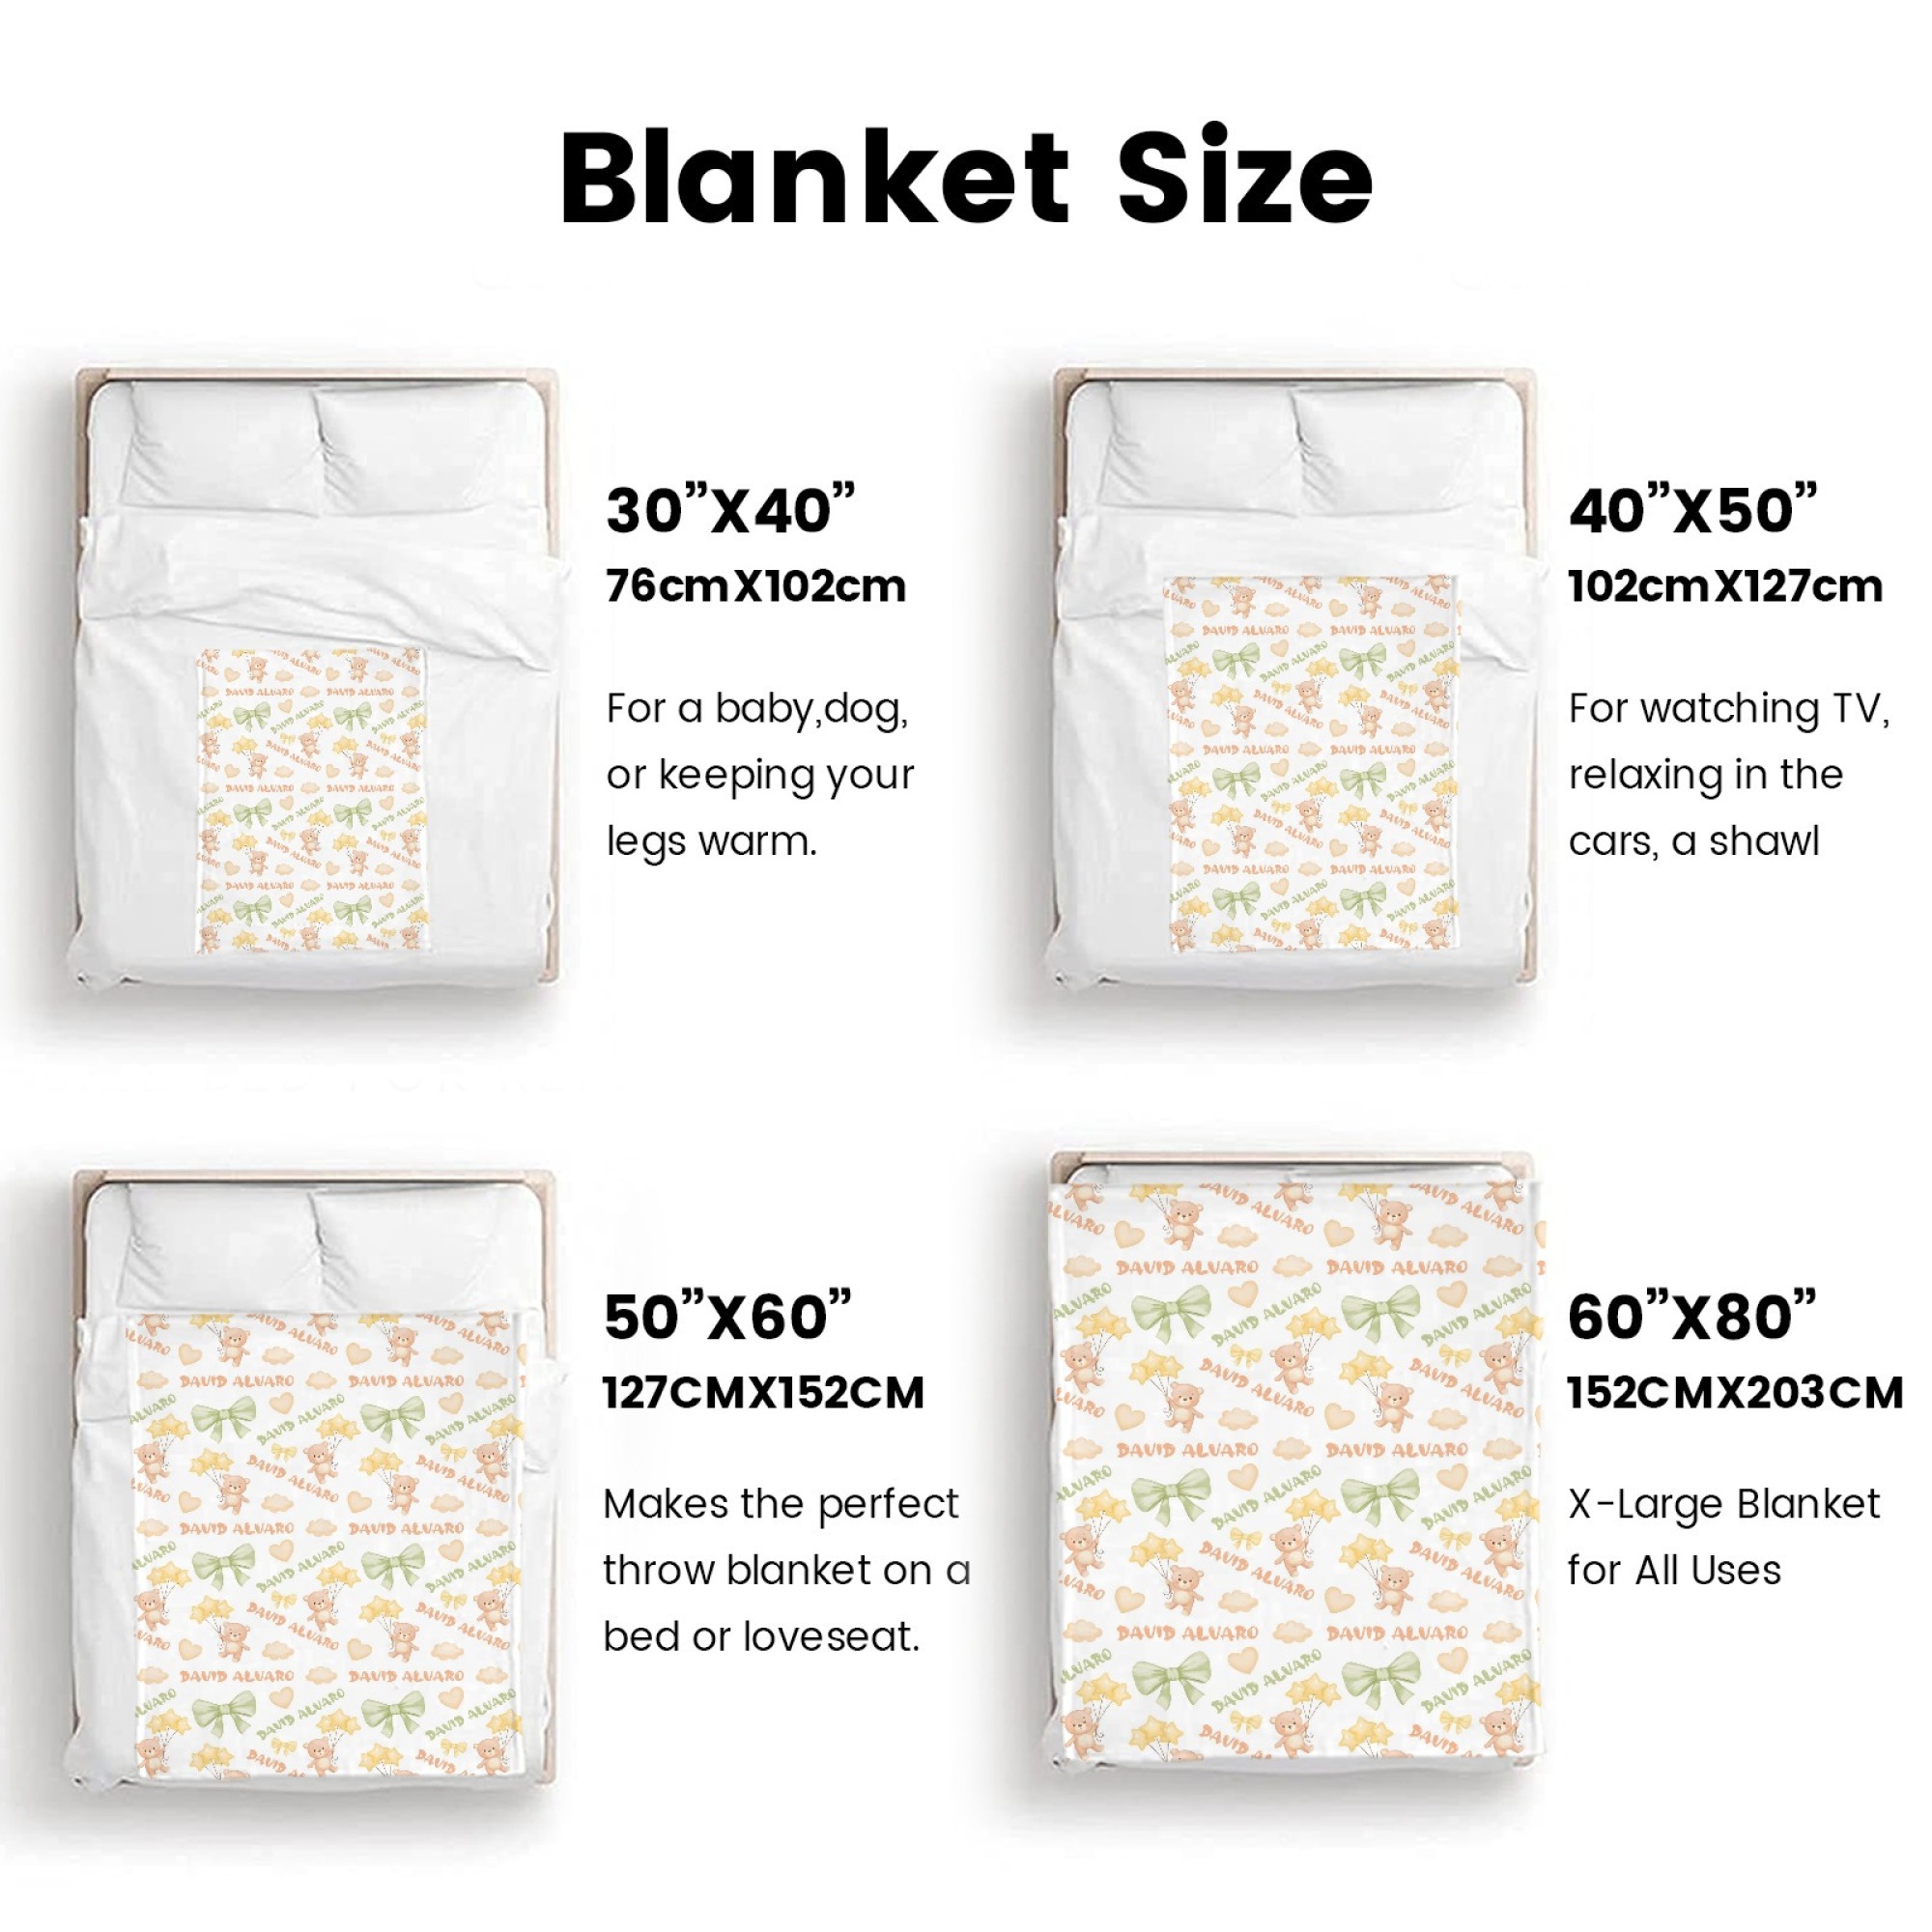 Blanket Size
30”X40”
76cmX102cm
For a baby,dog,
or keeping your
legs warm.
40”X50”
102cmX127cm
For watching TV,
relaxing in the
cars, a shawl
50”X60”
127CMX152CM
Makes the perfect
throw blanket on a
bed or loveseat.
60”X80”
152CMX203CM
X-Large Blanket
for All Uses
DAVID ALVARO